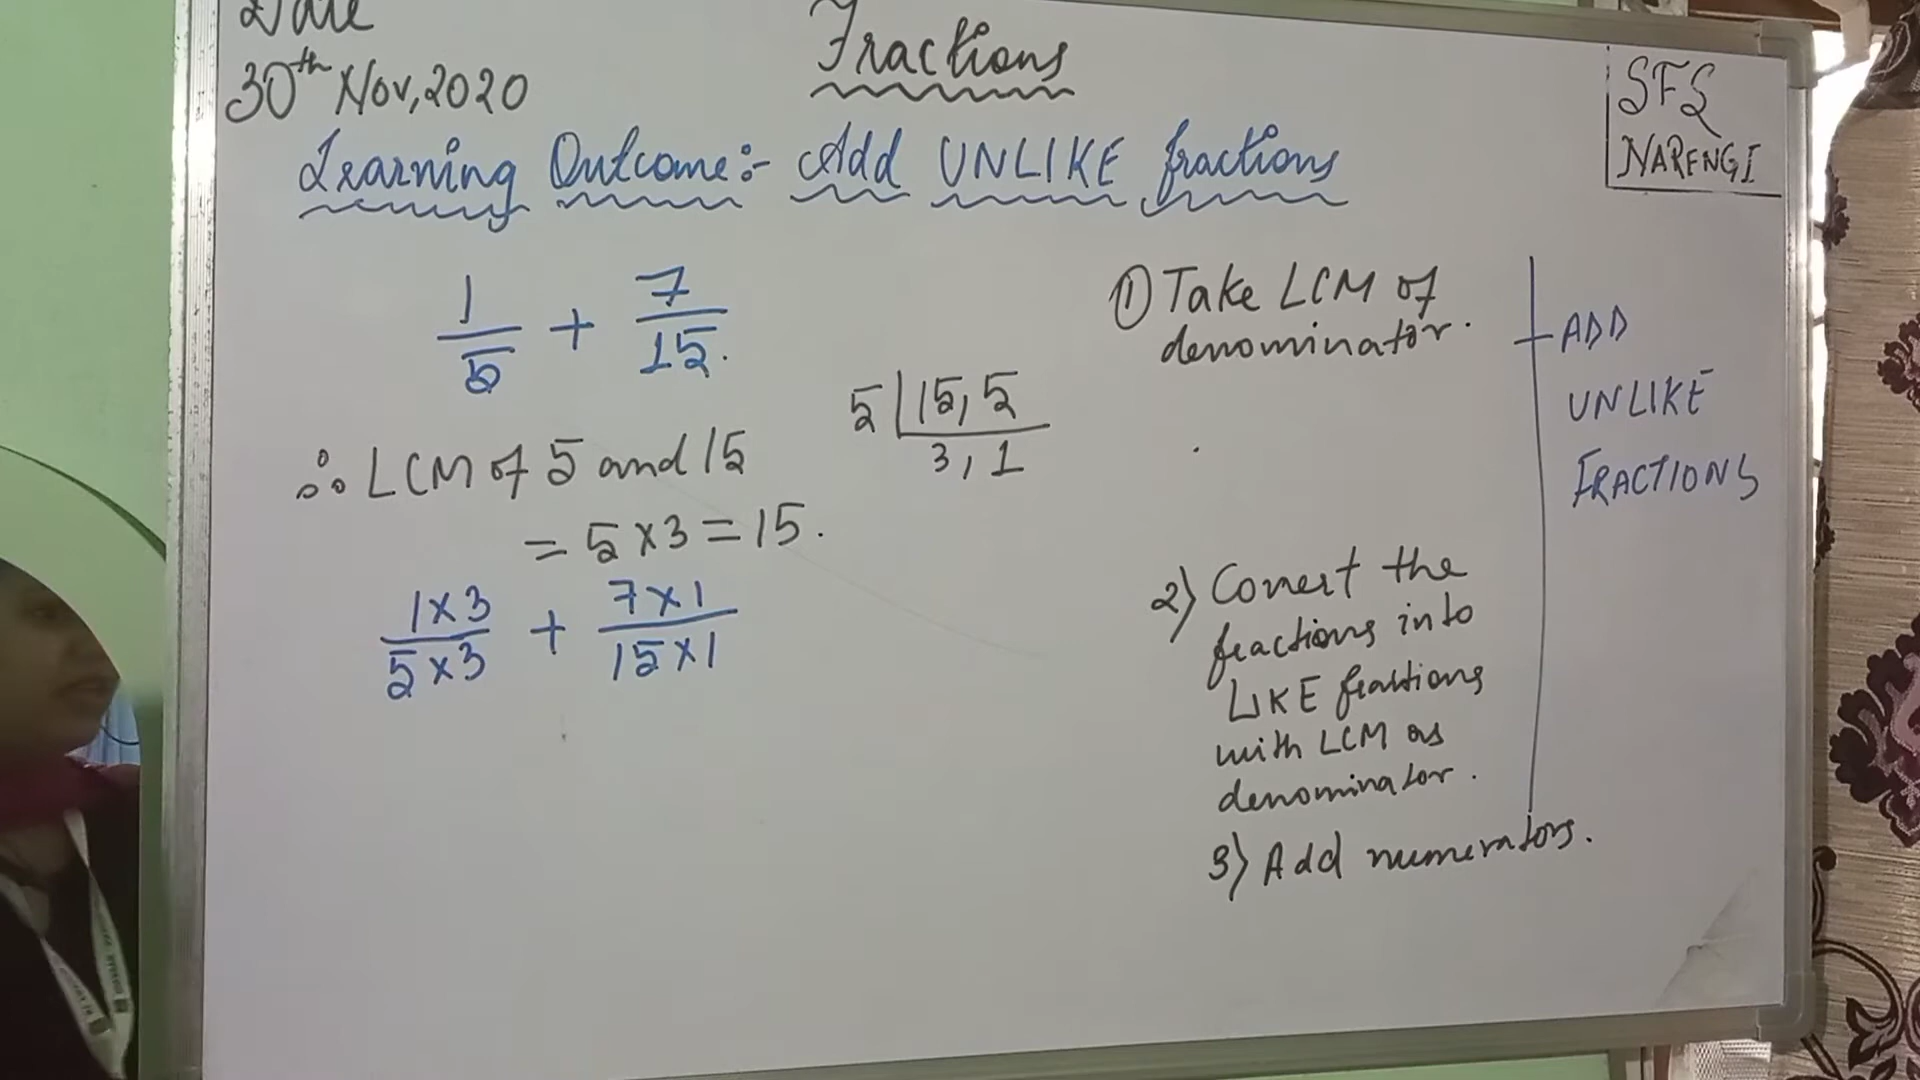 Date
30th Nov, 2020
Fractions
SFS
NARENGI
Learning Outcome:- Add UNLIKE fractions
1/5 + 7/15.
∴ LCM of 5 and 15
= 5 × 3 = 15.
5 | 15, 5
3, 1
1×3/5×3 + 7×1/15×1
① Take LCM of
denominator.
2) Convert the
fractions into
LIKE fractions
with LCM as
denominator.
3) Add numerators.
ADD
UNLIKE
FRACTIONS